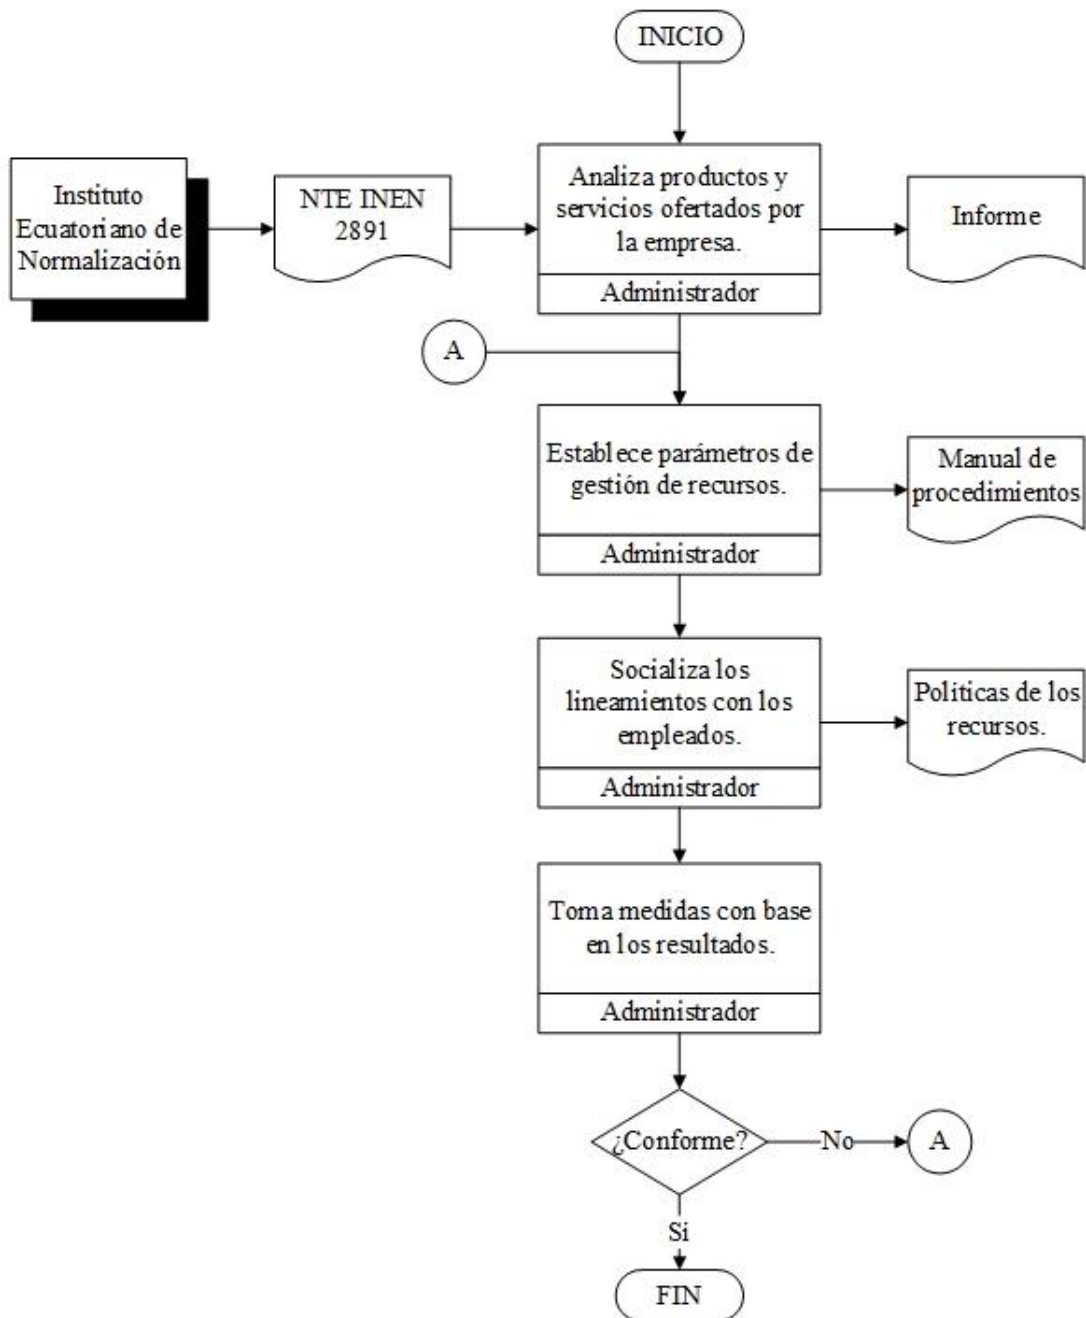 INICIO
Instituto
Ecuatoriano de
Normalización
NTE INEN
2891
Analiza productos y
servicios ofertados por
la empresa.
Administrador
Informe
A
Establece parámetros de
gestión de recursos.
Administrador
Manual de
procedimientos
Socializa los
lineamientos con los
empleados.
Administrador
Políticas de los
recursos.
Toma medidas con base
en los resultados.
Administrador
¿Conforme?
No
A
Sí
FIN